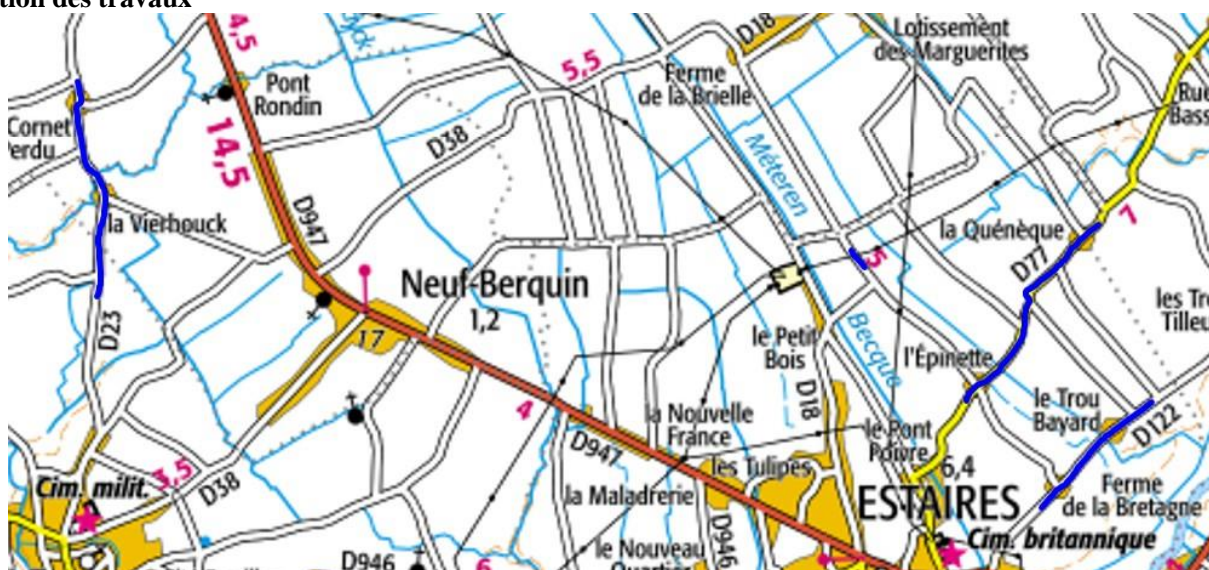 tion des travaux
4,5
D18
Lotissement
des Marguerites
5,5
Ferme
de la Brielle
Pont
Rondin
Rue
Bass
Cornet
Perdu
14,5
D38
Méteren
la Vierhouck
D947
la Quénèque
7
5
D77
Neuf-Berquin
1,2
les Tr
Tilleu
D23
17
le Petit
Bois
Becque
l'Épinette
D18
le Trou
Bayard
D122
4
la Nouvelle
France
D947
le Pont
Poivre
6,4
les Tulipes
3,5
Cim. milit.
D38
la Maladrerie
ESTAIRES
Ferme
de la Bretagne
D946
Cim. britannique
le Nouveau
Quartier
D946
6
4